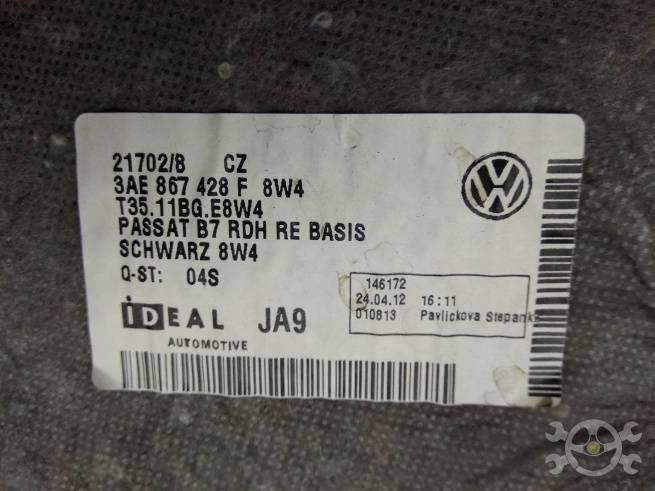 21702/B CZ
3AE 867 428 F 8W4
T35.11BG.E8W4
PASSAT B7 RDH RE BASIS
SCHWARZ 8W4
Q-ST: 04S
146172
24.04.12 16:11
010813 Pavlickova Stepanka
iDEAL JA9
AUTOMOTIVE